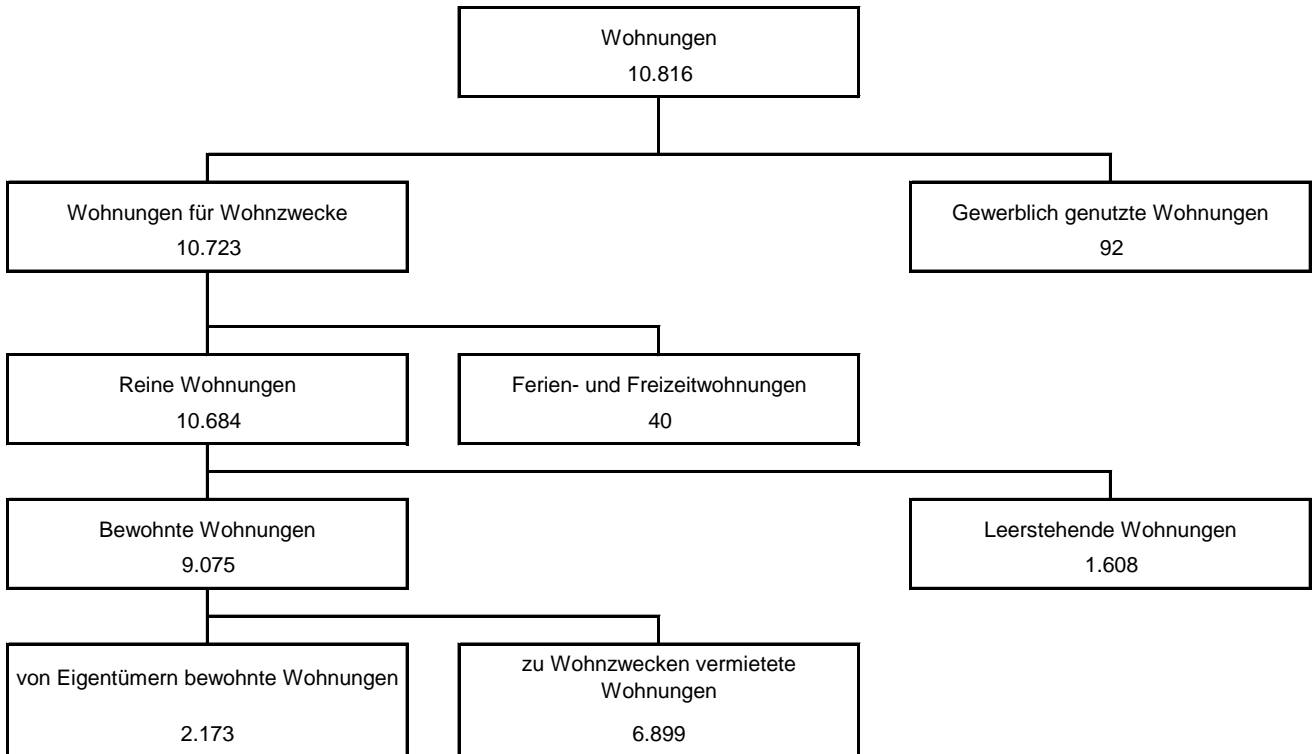 Wohnungen
10.816
Wohnungen für Wohnzwecke
10.723
Gewerblich genutzte Wohnungen
92
Reine Wohnungen
10.684
Ferien- und Freizeitwohnungen
40
Bewohnte Wohnungen
9.075
Leerstehende Wohnungen
1.608
von Eigentümern bewohnte Wohnungen
2.173
zu Wohnzwecken vermietete
Wohnungen
6.899